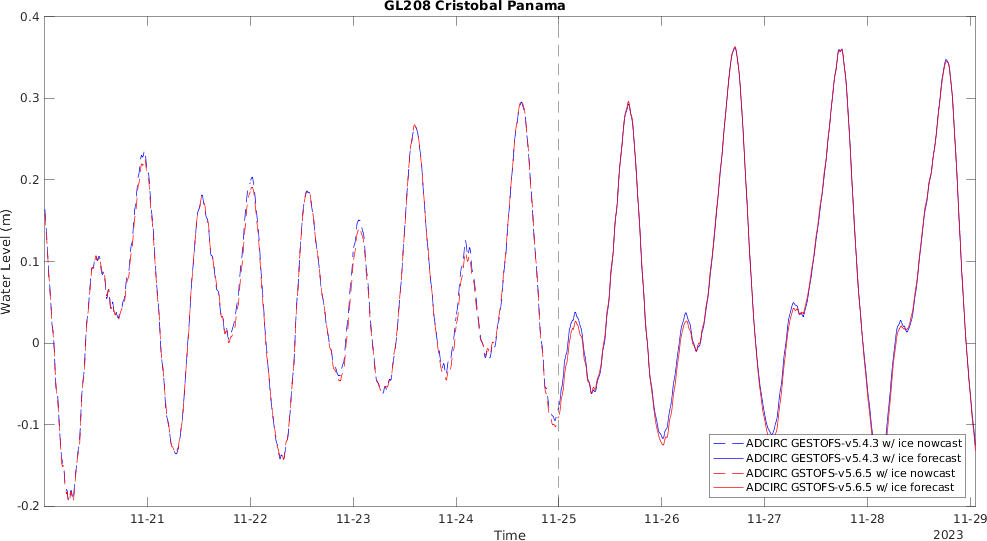 GL208 Cristobal Panama
0.4
0.3
0.2
0.1
0
-0.1
-0.2
Water Level (m)
ADCIRC GESTOFS-v5.4.3 w/ ice nowcast
ADCIRC GESTOFS-v5.4.3 w/ ice forecast
ADCIRC GSTOFS-v5.6.5 w/ ice nowcast
ADCIRC GSTOFS-v5.6.5 w/ ice forecast
11-21 11-22 11-23 11-24 11-25 11-26 11-27 11-28 11-29
Time
2023